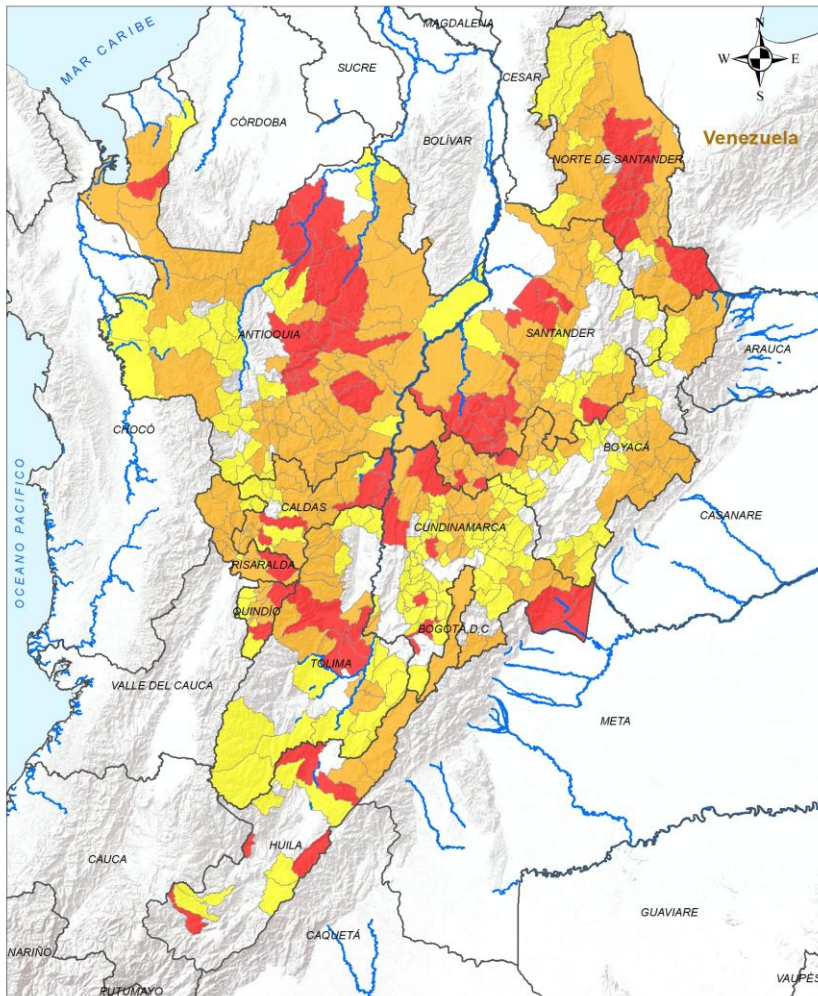 MAGDALENA
N
MAR CARIBE
SUCRE
CESAR
W
E
CÓRDOBA
S
BOLÍVAR
Venezuela
NORTE DE SANTANDER
ANTIOQUIA
SANTANDER
ARAUCA
CHOCÓ
BOYACÁ
OCEANO PACIFICO
CALDAS
CUNDINAMARCA
CASANARE
RISARALDA
QUINDÍO
BOGOTÁ D.C
TOLIMA
VALLE DEL CAUCA
META
HUILA
CAUCA
GUAVIARE
CAQUETÁ
NARIÑO
PUTUMAYO
VAUPÉS